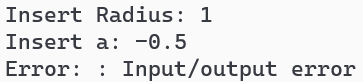 Insert Radius: 1
Insert a: -0.5
Error: : Input/output error